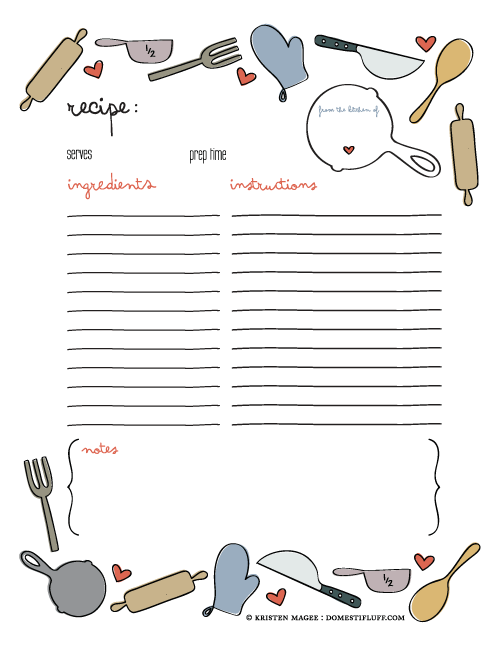 1/2
from the kitchen of
recipe:
serves prep time
ingredients instructions
notes
1/2
© KRISTEN MAGEE : DOMESTIFLUFF.COM